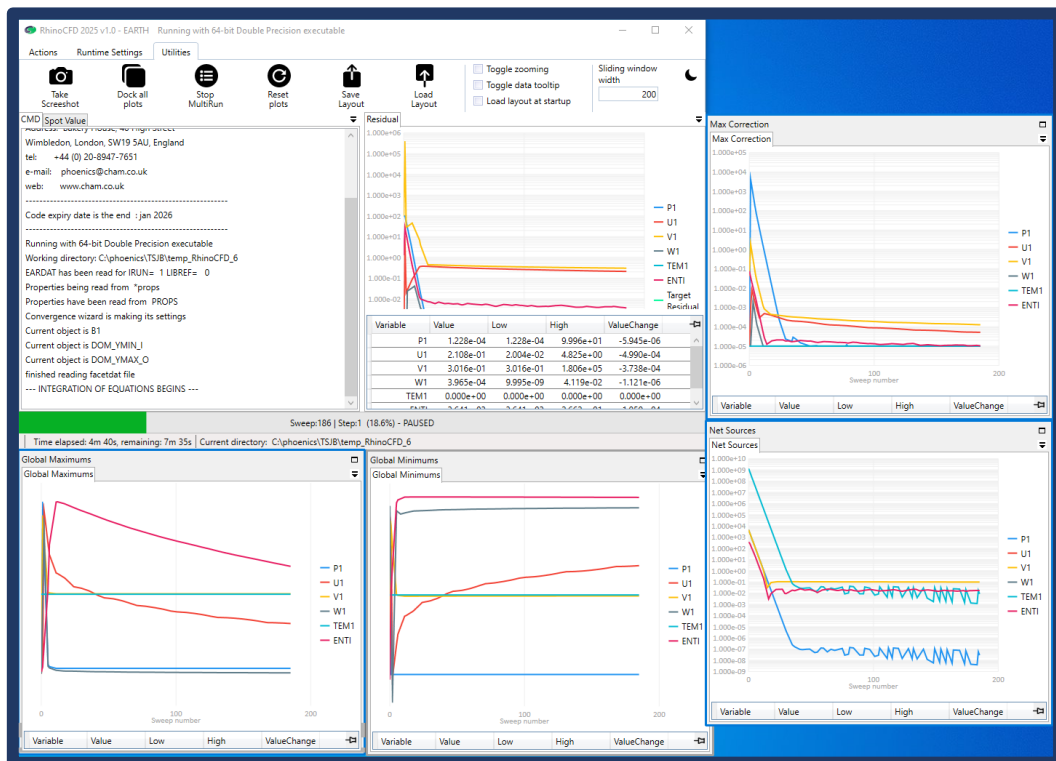 RhinoCFD 2025 v1.0 - EARTH Running with 64-bit Double Precision executable
Actions Runtime Settings Utilities
Take Screeshot
Dock all plots
Stop MultiRun
Reset plots
Save Layout
Load Layout
Toggle zooming
Toggle data tooltip
Load layout at startup
Sliding window width
200
CMD Spot Value
Wimbledon, London, SW19 5AU, England
tel: +44 (0) 20-8947-7651
e-mail: phoenics@cham.co.uk
web: www.cham.co.uk
------------------------------------------------------------
Code expiry date is the end : jan 2026
------------------------------------------------------------
Running with 64-bit Double Precision executable
Working directory: C:\phoenics\TSJB\temp_RhinoCFD_6
EARDAT has been read for IRUN= 1 LIBREF= 0
Properties being read from *props
Properties have been read from PROPS
Convergence wizard is making its settings
Current object is B1
Current object is DOM_YMIN_I
Current object is DOM_YMAX_O
finished reading facetdat file
--- INTEGRATION OF EQUATIONS BEGINS ---
Residual
1.000e+06
1.000e+05
1.000e+04
1.000e+03
1.000e+02
1.000e+01
1.000e+00
1.000e-01
1.000e-02
P1
U1
V1
W1
TEM1
ENTI
Target
Residual
Variable Value Low High ValueChange
P1 1.228e-04 1.228e-04 9.996e+01 -5.945e-06
U1 2.108e-01 2.004e-02 4.825e+00 -4.990e-04
V1 3.016e-01 3.016e-01 1.806e+05 -3.738e-04
W1 3.965e-04 9.995e-09 4.119e-02 -1.121e-06
TEM1 0.000e+00 0.000e+00 0.000e+00 0.000e+00
Sweep:186 | Step:1 (18.6%) - PAUSED
Time elapsed: 4m 40s, remaining: 7m 35s Current directory: C:\phoenics\TSJB\temp_RhinoCFD_6
Global Maximums
Global Maximums
P1
U1
V1
W1
TEM1
ENTI
0 100 200
Sweep number
Variable Value Low High ValueChange
Global Minimums
Global Minimums
P1
U1
V1
W1
TEM1
ENTI
0 100 200
Sweep number
Variable Value Low High ValueChange
Max Correction
Max Correction
1.000e+05
1.000e+04
1.000e+03
1.000e+02
1.000e+01
1.000e+00
1.000e-01
1.000e-02
1.000e-03
1.000e-04
1.000e-05
1.000e-06
P1
U1
V1
W1
TEM1
ENTI
0 100 200
Sweep number
Variable Value Low High ValueChange
Net Sources
Net Sources
1.000e+10
1.000e+09
1.000e+08
1.000e+07
1.000e+06
1.000e+05
1.000e+04
1.000e+03
1.000e+02
1.000e+01
1.000e+00
1.000e-01
1.000e-02
1.000e-03
1.000e-04
1.000e-05
1.000e-06
1.000e-07
1.000e-08
1.000e-09
P1
U1
V1
W1
TEM1
ENTI
0 100 200
Sweep number
Variable Value Low High ValueChange